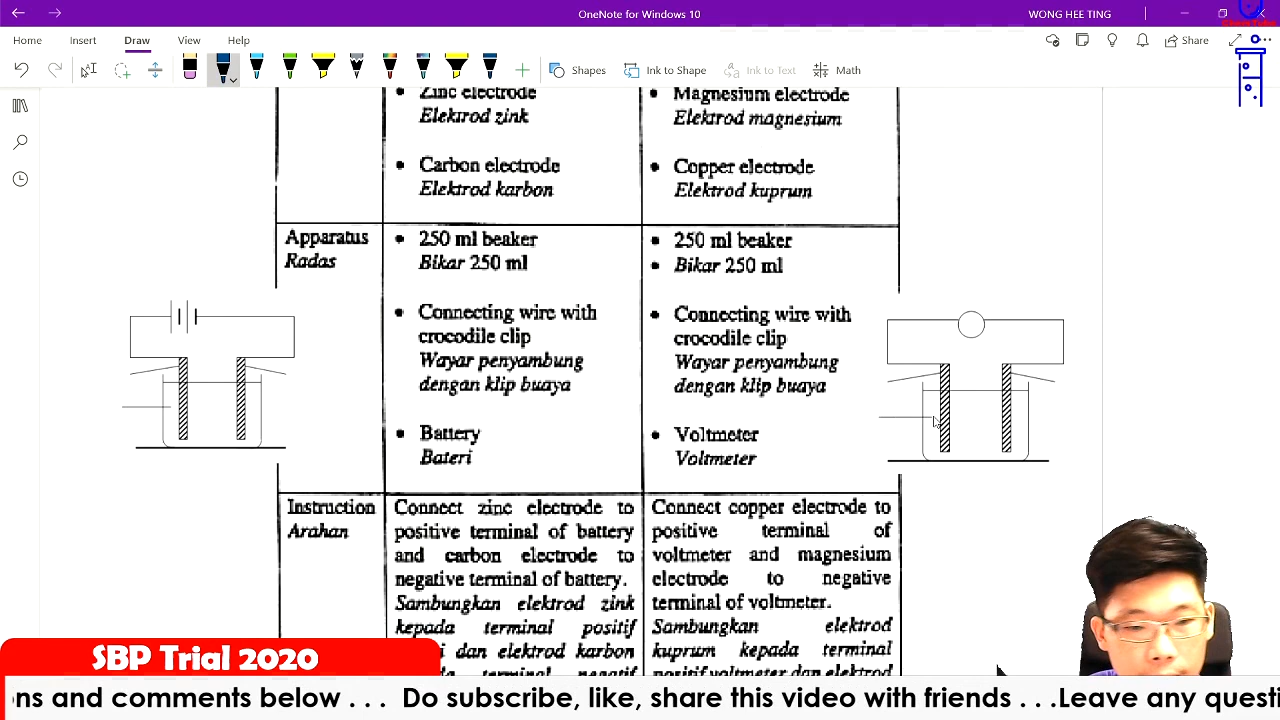 OneNote for Windows 10
WONG HEE TING
Home Insert Draw View Help
Share
Shapes
Ink to Shape
Ink to Text
Math
Zinc electrode
Elektrod zink
Carbon electrode
Elektrod karbon
Magnesium electrode
Elektrod magnesium
Copper electrode
Elektrod kuprum
Apparatus
Radas
250 ml beaker
Bikar 250 ml
Connecting wire with
crocodile clip
Wayar penyambung
dengan klip buaya
Battery
Bateri
250 ml beaker
Bikar 250 ml
Connecting wire with
crocodile clip
Wayar penyambung
dengan klip buaya
Voltmeter
Voltmeter
Instruction
Arahan
Connect zinc electrode to
positive terminal of battery
and carbon electrode to
negative terminal of battery.
Sambungkan elektrod zink
kepada terminal positif
dan elektrod karbon
terminal negatif
Connect copper electrode to
positive terminal of
voltmeter and magnesium
electrode to negative
terminal of voltmeter.
Sambungkan elektrod
kuprum kepada terminal
positif voltmeter dan elektrod
SBP Trial 2020
ns and comments below . . . Do subscribe, like, share this video with friends . . .Leave any questi